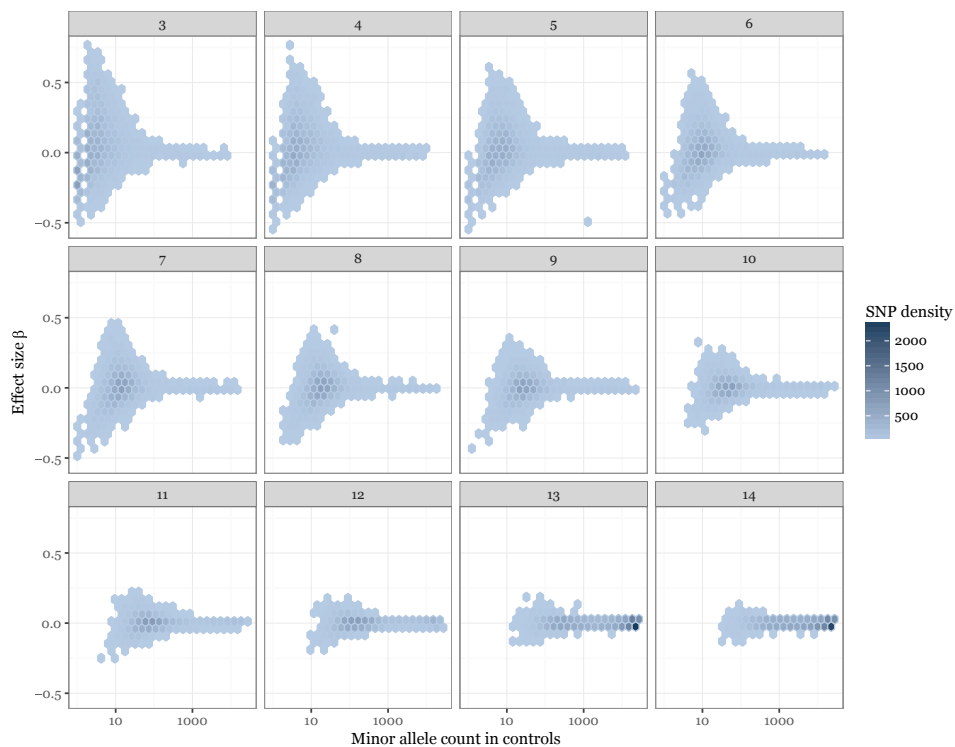 3 4 5 6
0.5
0.0
−0.5
7 8 9 10
0.5
0.0
−0.5
11 12 13 14
0.5
0.0
−0.5
10 1000 10 1000 10 1000 10 1000
Minor allele count in controls
Effect size β
SNP density
2000
1500
1000
500